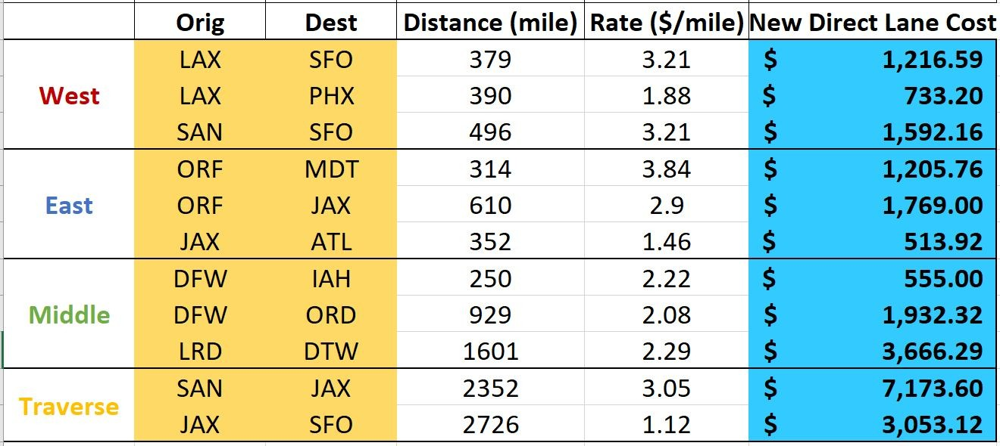 Orig Dest Distance (mile) Rate ($/mile) New Direct Lane Cost
LAX SFO 379 3.21 $ 1,216.59
West LAX PHX 390 1.88 $ 733.20
SAN SFO 496 3.21 $ 1,592.16
ORF MDT 314 3.84 $ 1,205.76
East ORF JAX 610 2.9 $ 1,769.00
JAX ATL 352 1.46 $ 513.92
DFW IAH 250 2.22 $ 555.00
Middle DFW ORD 929 2.08 $ 1,932.32
LRD DTW 1601 2.29 $ 3,666.29
Traverse SAN JAX 2352 3.05 $ 7,173.60
JAX SFO 2726 1.12 $ 3,053.12